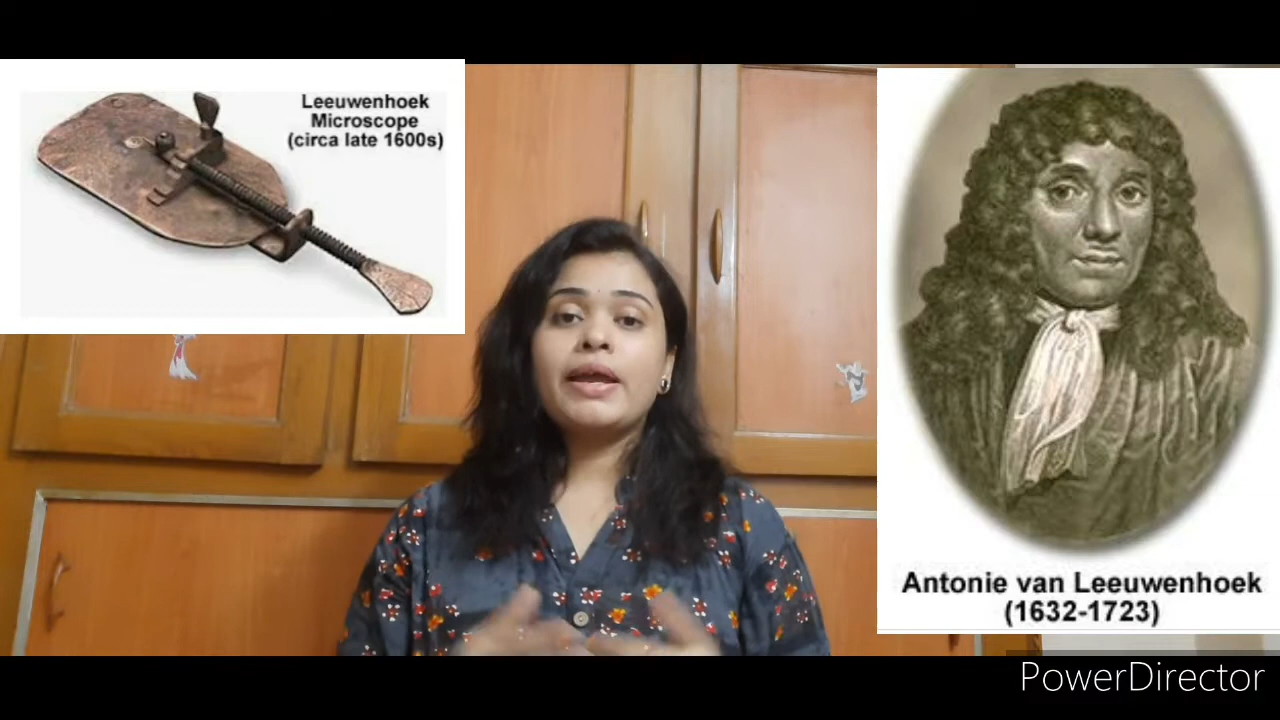 Leeuwenhoek
Microscope
(circa late 1600s)
Antonie van Leeuwenhoek
(1632-1723)
PowerDirector